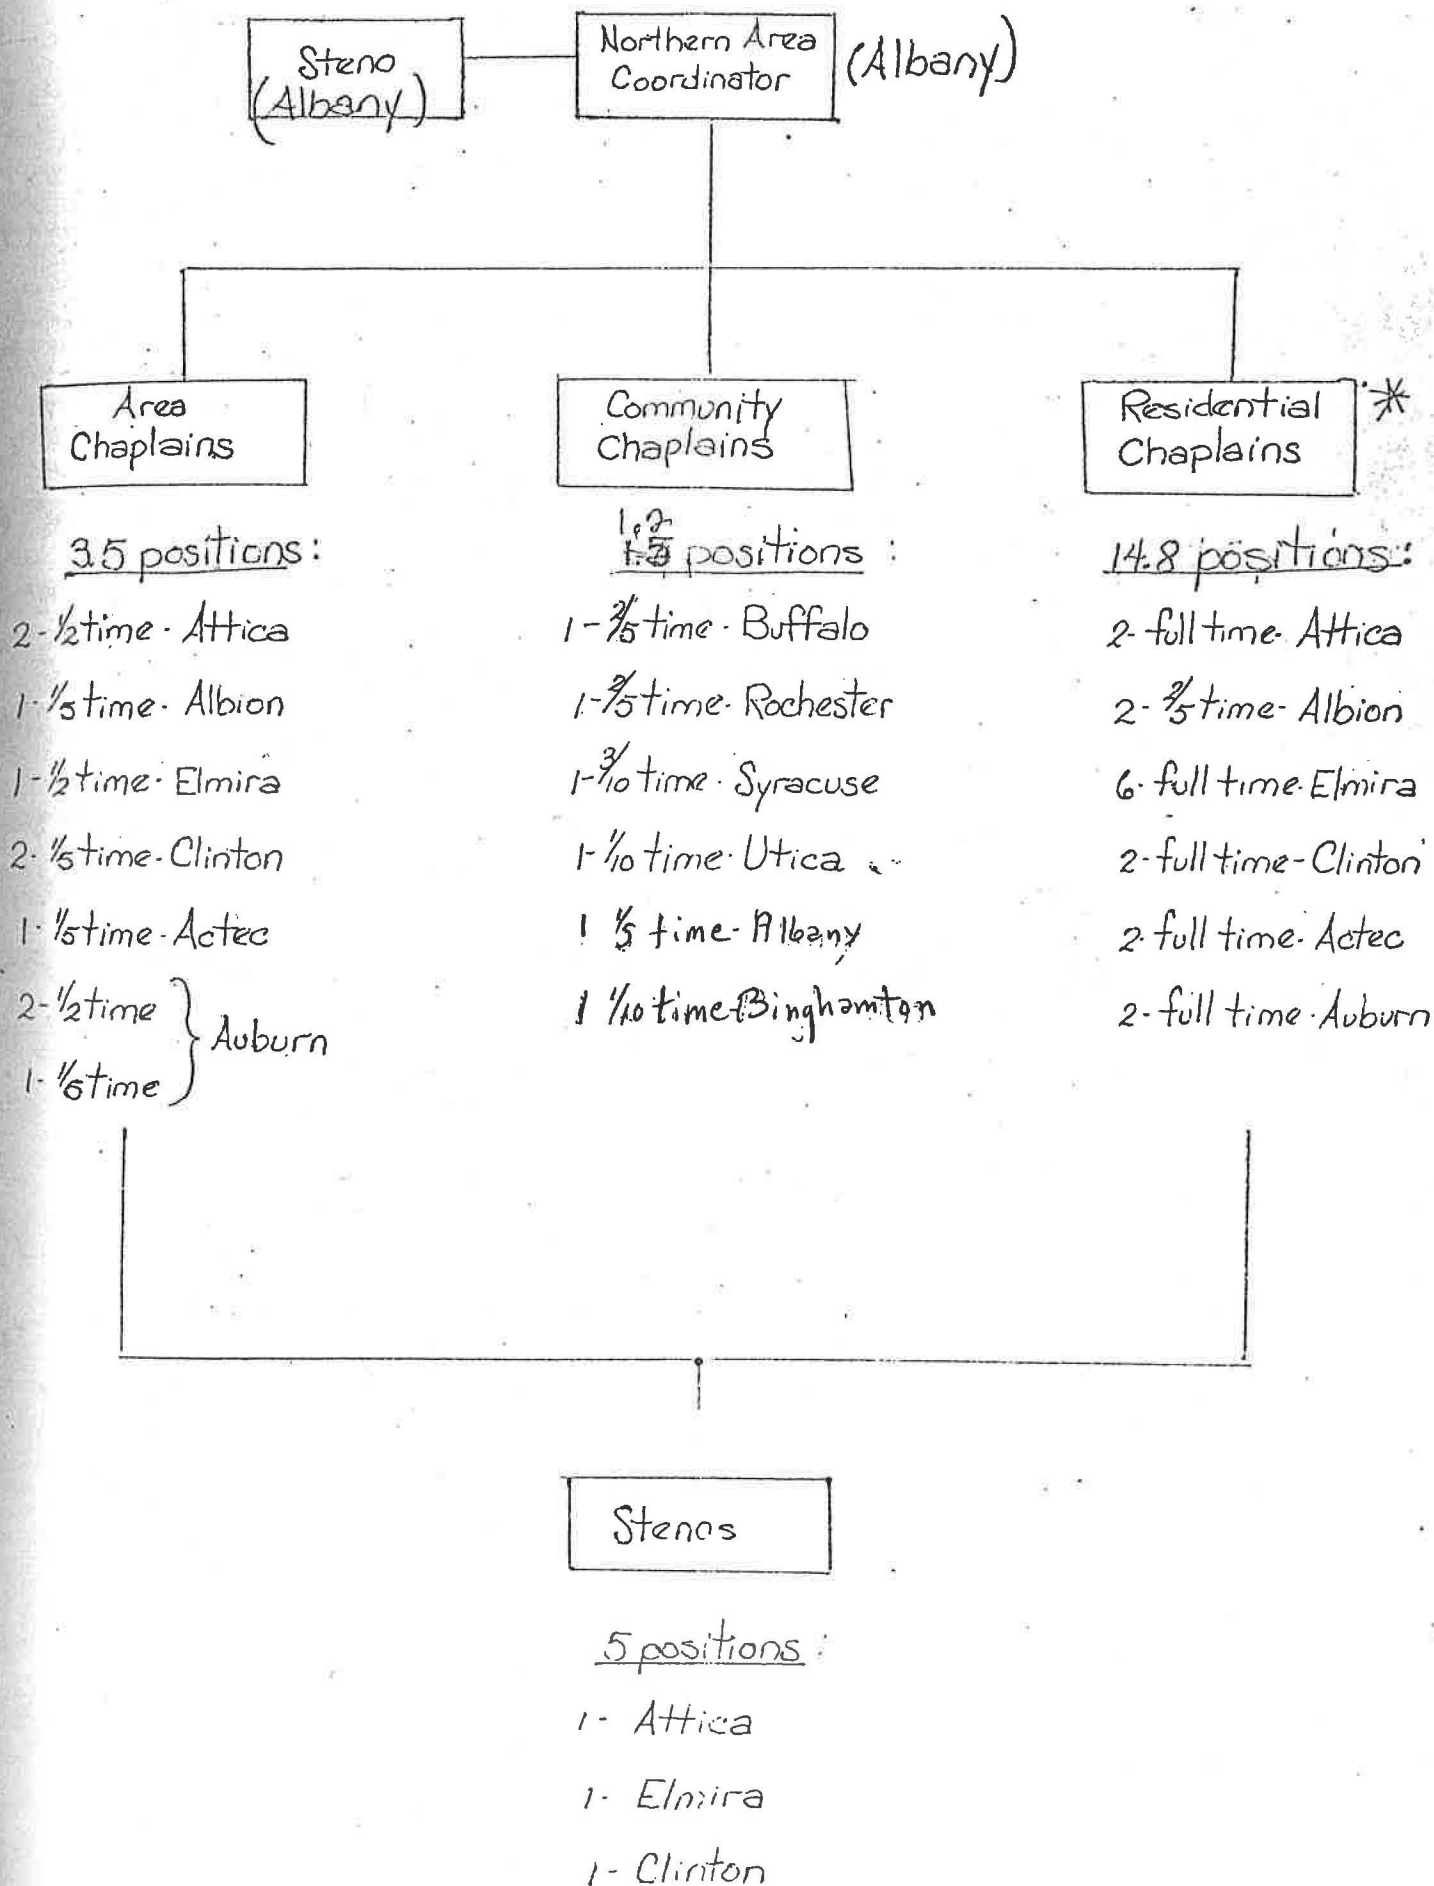 Steno
(Albany)
Northern Area
Coordinator
(Albany)
Area
Chaplains
3.5 positions:
2-1/2 time - Attica
1-1/5 time - Albion
1-1/2 time - Elmira
2-1/5 time - Clinton
1-1/5 time - Actec
2-1/2 time
1-1/5 time
Auburn
Community
Chaplains
1.2
positions :
1-2/5 time - Buffalo
1-2/5 time - Rochester
1-3/10 time - Syracuse
1-1/10 time - Utica
1 1/5 time - Albany
1 1/10 time - Binghamton
Residential *
Chaplains
14.8 positions:
2-full time - Attica
2-2/5 time - Albion
6-full time - Elmira
2-full time - Clinton
2-full time - Actec
2-full time - Auburn
Stenos
5 positions:
1- Attica
1- Elmira
1- Clinton